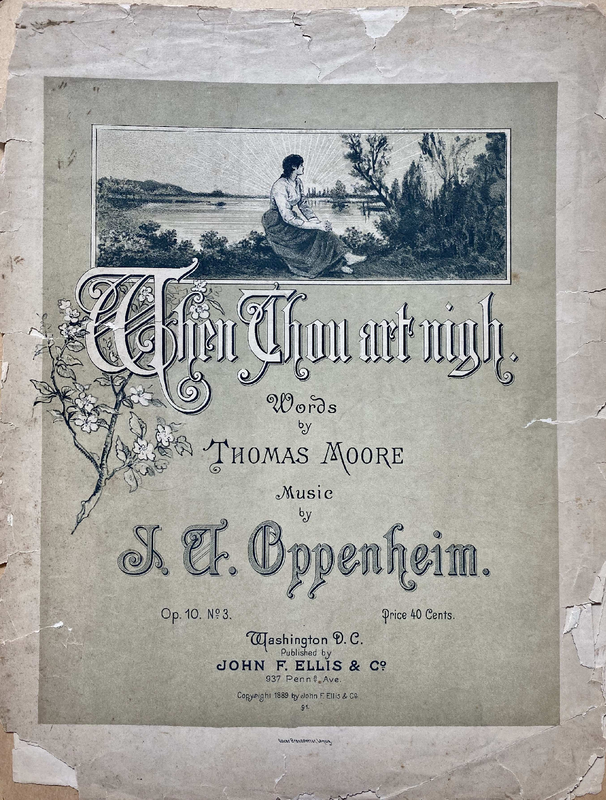 When Thou art nigh.
Words
by
THOMAS MOORE
Music
by
Oppenheim.
Op. 10. Nº 3.
Price 40 Cents.
Washington D. C.
Published by
JOHN F. ELLIS & Cº
937 Penn Ave
Copyright 1889 by John F. Ellis & Co.